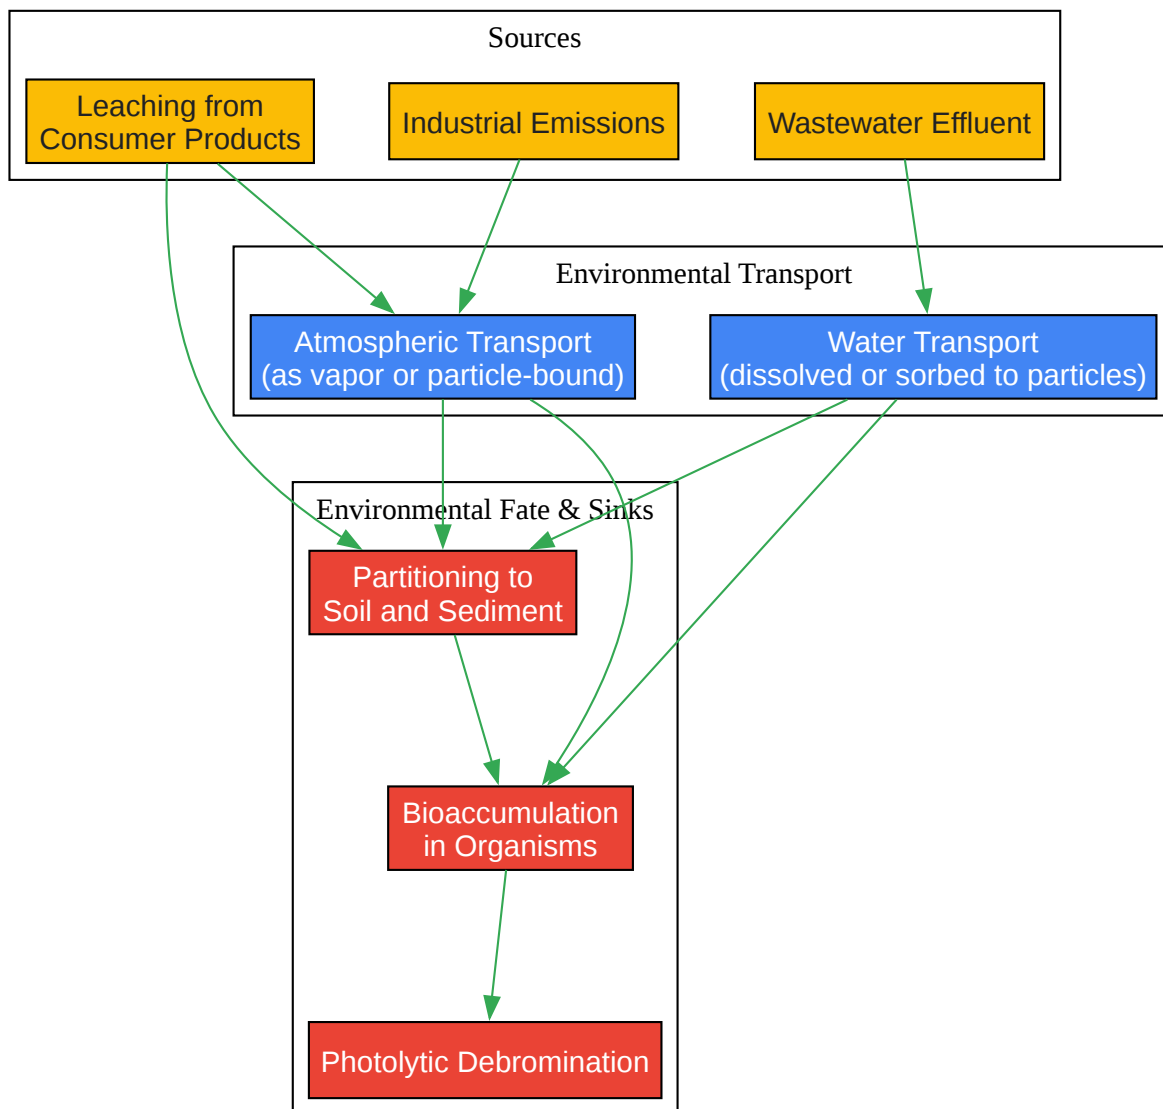 Sources
Leaching from
Consumer Products
Industrial Emissions
Wastewater Effluent
Environmental Transport
Atmospheric Transport
(as vapor or particle-bound)
Water Transport
(dissolved or sorbed to particles)
Environmental Fate & Sinks
Partitioning to
Soil and Sediment
Bioaccumulation
in Organisms
Photolytic Debromination